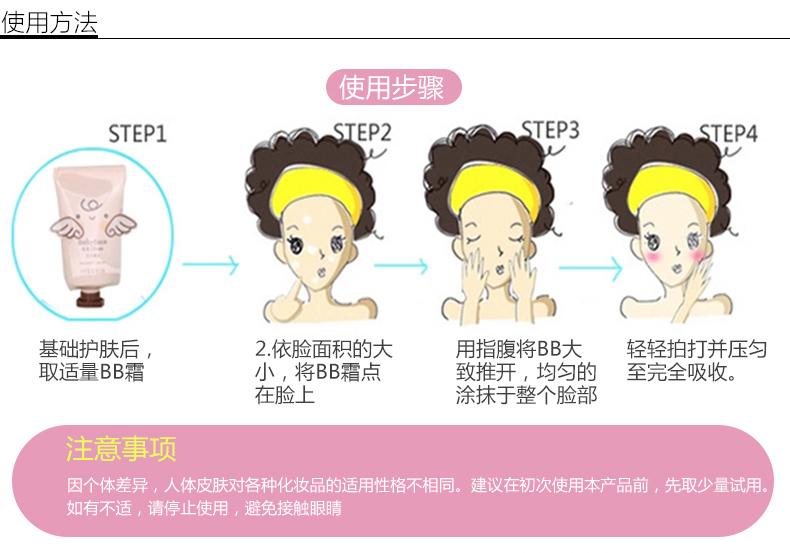 使用方法
使用步骤
STEP1
STEP2
STEP3
STEP4
基础护肤后，
取适量BB霜
2.依脸面积的大
小，将BB霜点
在脸上
用指腹将BB大
致推开，均匀的
涂抹于整个脸部
轻轻拍打并压匀
至完全吸收。
注意事项
因个体差异，人体皮肤对各种化妆品的适用性格不相同。建议在初次使用本产品前，先取少量试用。
如有不适，请停止使用，避免接触眼睛